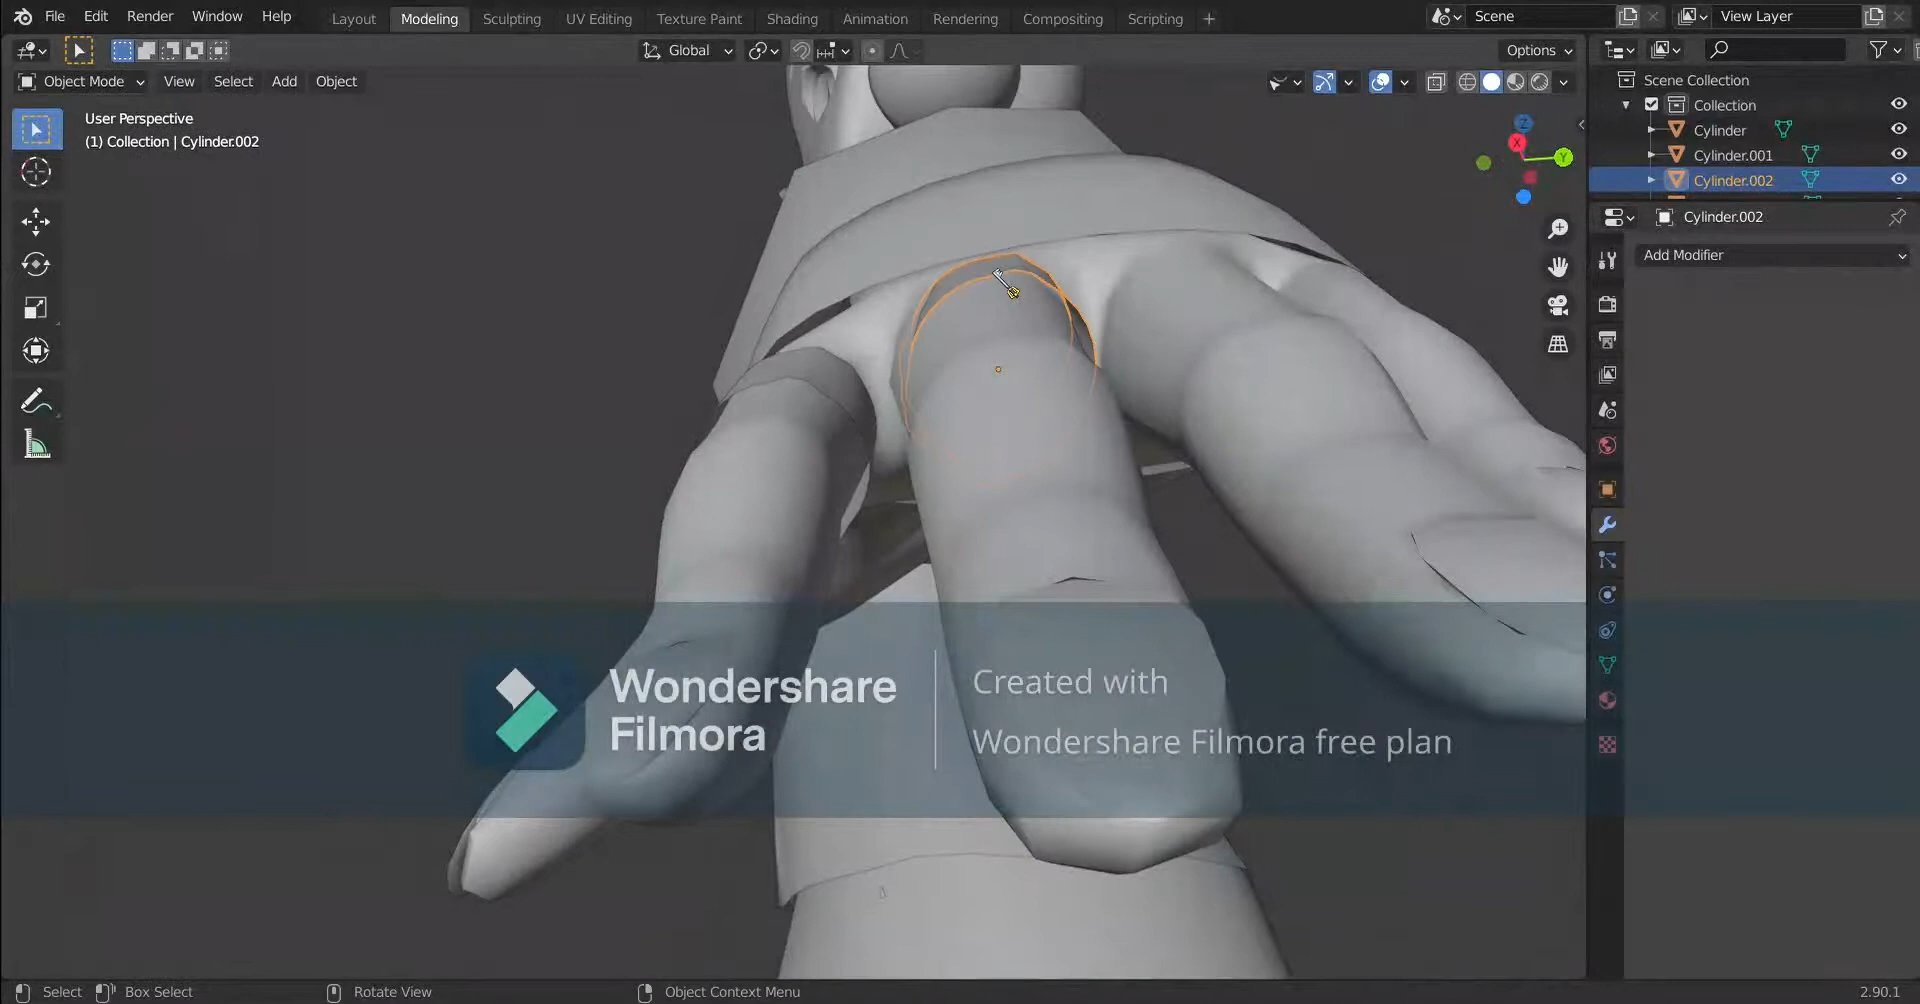 File Edit Render Window Help Layout Modeling Sculpting UV Editing Texture Paint Shading Animation Rendering Compositing Scripting + Scene View Layer
Global Options
Object Mode View Select Add Object
User Perspective
(1) Collection | Cylinder.002
Z
X
Y
Scene Collection
Collection
Cylinder
Cylinder.001
Cylinder.002
Cylinder.002
Add Modifier
Wondershare
Filmora
Created with
Wondershare Filmora free plan
Select Box Select Rotate View Object Context Menu 2.90.1